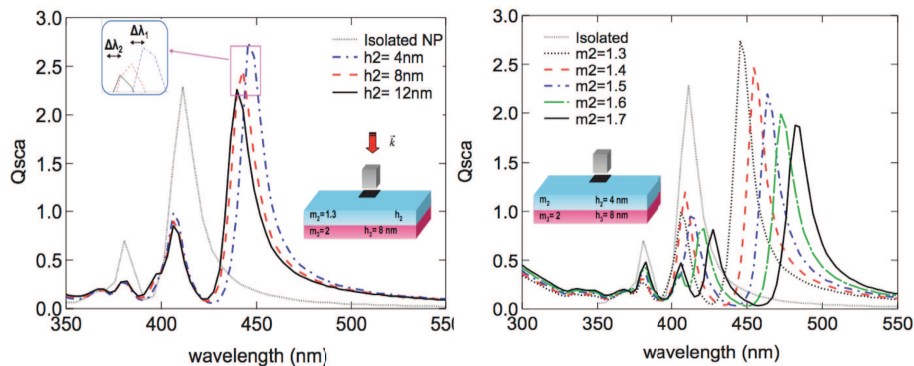 Qsca
3.0
2.5
2.0
1.5
1.0
0.5
0.0
350 400 450 500 550
wavelength (nm)
Δλ₂ Δλ₁
Isolated NP
h2= 4nm
h2= 8nm
h2= 12nm
k⃗
m₂=1.3 h₂
m₃=2 h₃=8 nm
Qsca
3.0
2.5
2.0
1.5
1.0
0.5
0.0
300 350 400 450 500 550
wavelength (nm)
Isolated
m2=1.3
m2=1.4
m2=1.5
m2=1.6
m2=1.7
m₂ h₂= 4 nm
m₃=2 h₃= 8 nm